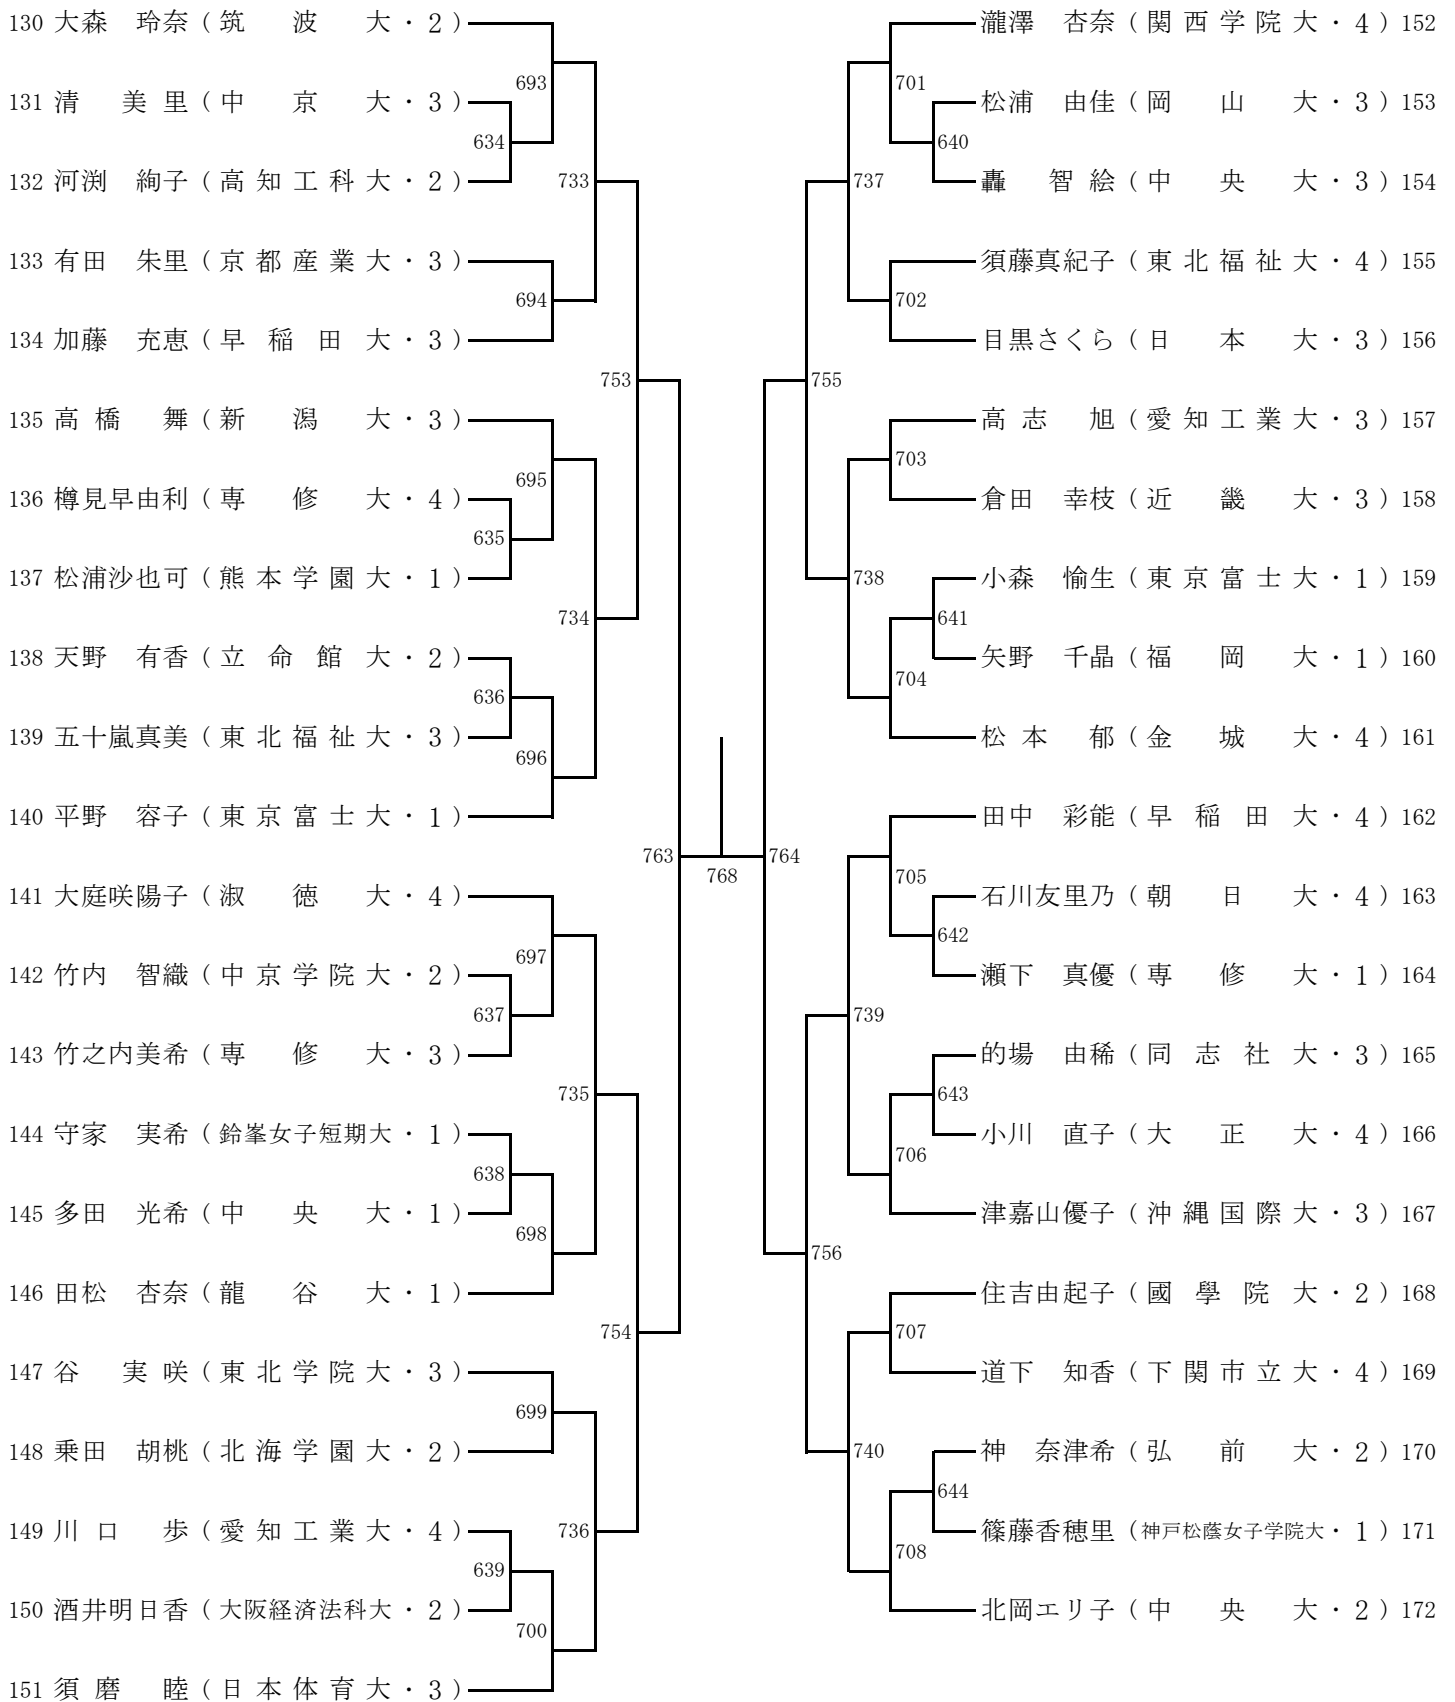 130 大森 玲奈 ( 筑 波 大 ・ 2 )
693
131 清 美 里 ( 中 京 大 ・ 3 )
634
132 河渕 絢子 ( 高 知 工 科 大 ・ 2 )
733
133 有田 朱里 ( 京 都 産 業 大 ・ 3 )
694
134 加藤 充恵 ( 早 稲 田 大 ・ 3 )
753
135 高 橋 舞 ( 新 潟 大 ・ 3 )
695
136 樽見早由利 ( 専 修 大 ・ 4 )
635
137 松浦沙也可 ( 熊 本 学 園 大 ・ 1 )
734
138 天野 有香 ( 立 命 館 大 ・ 2 )
636
139 五十嵐真美 ( 東 北 福 祉 大 ・ 3 )
696
140 平野 容子 ( 東 京 富 士 大 ・ 1 )
763
141 大庭咲陽子 ( 淑 徳 大 ・ 4 )
697
142 竹内 智織 ( 中 京 学 院 大 ・ 2 )
637
143 竹之内美希 ( 専 修 大 ・ 3 )
735
144 守家 実希 ( 鈴峯女子短期大 ・ 1 )
638
145 多田 光希 ( 中 央 大 ・ 1 )
698
146 田松 杏奈 ( 龍 谷 大 ・ 1 )
754
147 谷 実 咲 ( 東 北 学 院 大 ・ 3 )
699
148 乗田 胡桃 ( 北 海 学 園 大 ・ 2 )
149 川 口 歩 ( 愛 知 工 業 大 ・ 4 )
736
639
150 酒井明日香 ( 大阪経済法科大 ・ 2 )
700
151 須 磨 睦 ( 日 本 体 育 大 ・ 3 )
768
瀧澤 杏奈 ( 関 西 学 院 大 ・ 4 ) 152
701
松浦 由佳 ( 岡 山 大 ・ 3 ) 153
640
轟 智 絵 ( 中 央 大 ・ 3 ) 154
737
須藤真紀子 ( 東 北 福 祉 大 ・ 4 ) 155
702
目黒さくら ( 日 本 大 ・ 3 ) 156
755
高 志 旭 ( 愛 知 工 業 大 ・ 3 ) 157
703
倉田 幸枝 ( 近 畿 大 ・ 3 ) 158
738
小森 愉生 ( 東 京 富 士 大 ・ 1 ) 159
641
矢野 千晶 ( 福 岡 大 ・ 1 ) 160
704
松 本 郁 ( 金 城 大 ・ 4 ) 161
田中 彩能 ( 早 稲 田 大 ・ 4 ) 162
764
705
石川友里乃 ( 朝 日 大 ・ 4 ) 163
642
瀬下 真優 ( 専 修 大 ・ 1 ) 164
739
的場 由稀 ( 同 志 社 大 ・ 3 ) 165
643
小川 直子 ( 大 正 大 ・ 4 ) 166
706
津嘉山優子 ( 沖 縄 国 際 大 ・ 3 ) 167
756
住吉由起子 ( 國 學 院 大 ・ 2 ) 168
707
道下 知香 ( 下 関 市 立 大 ・ 4 ) 169
740
神 奈津希 ( 弘 前 大 ・ 2 ) 170
644
篠藤香穂里 ( 神戸松蔭女子学院大 ・ 1 ) 171
708
北岡エリ子 ( 中 央 大 ・ 2 ) 172